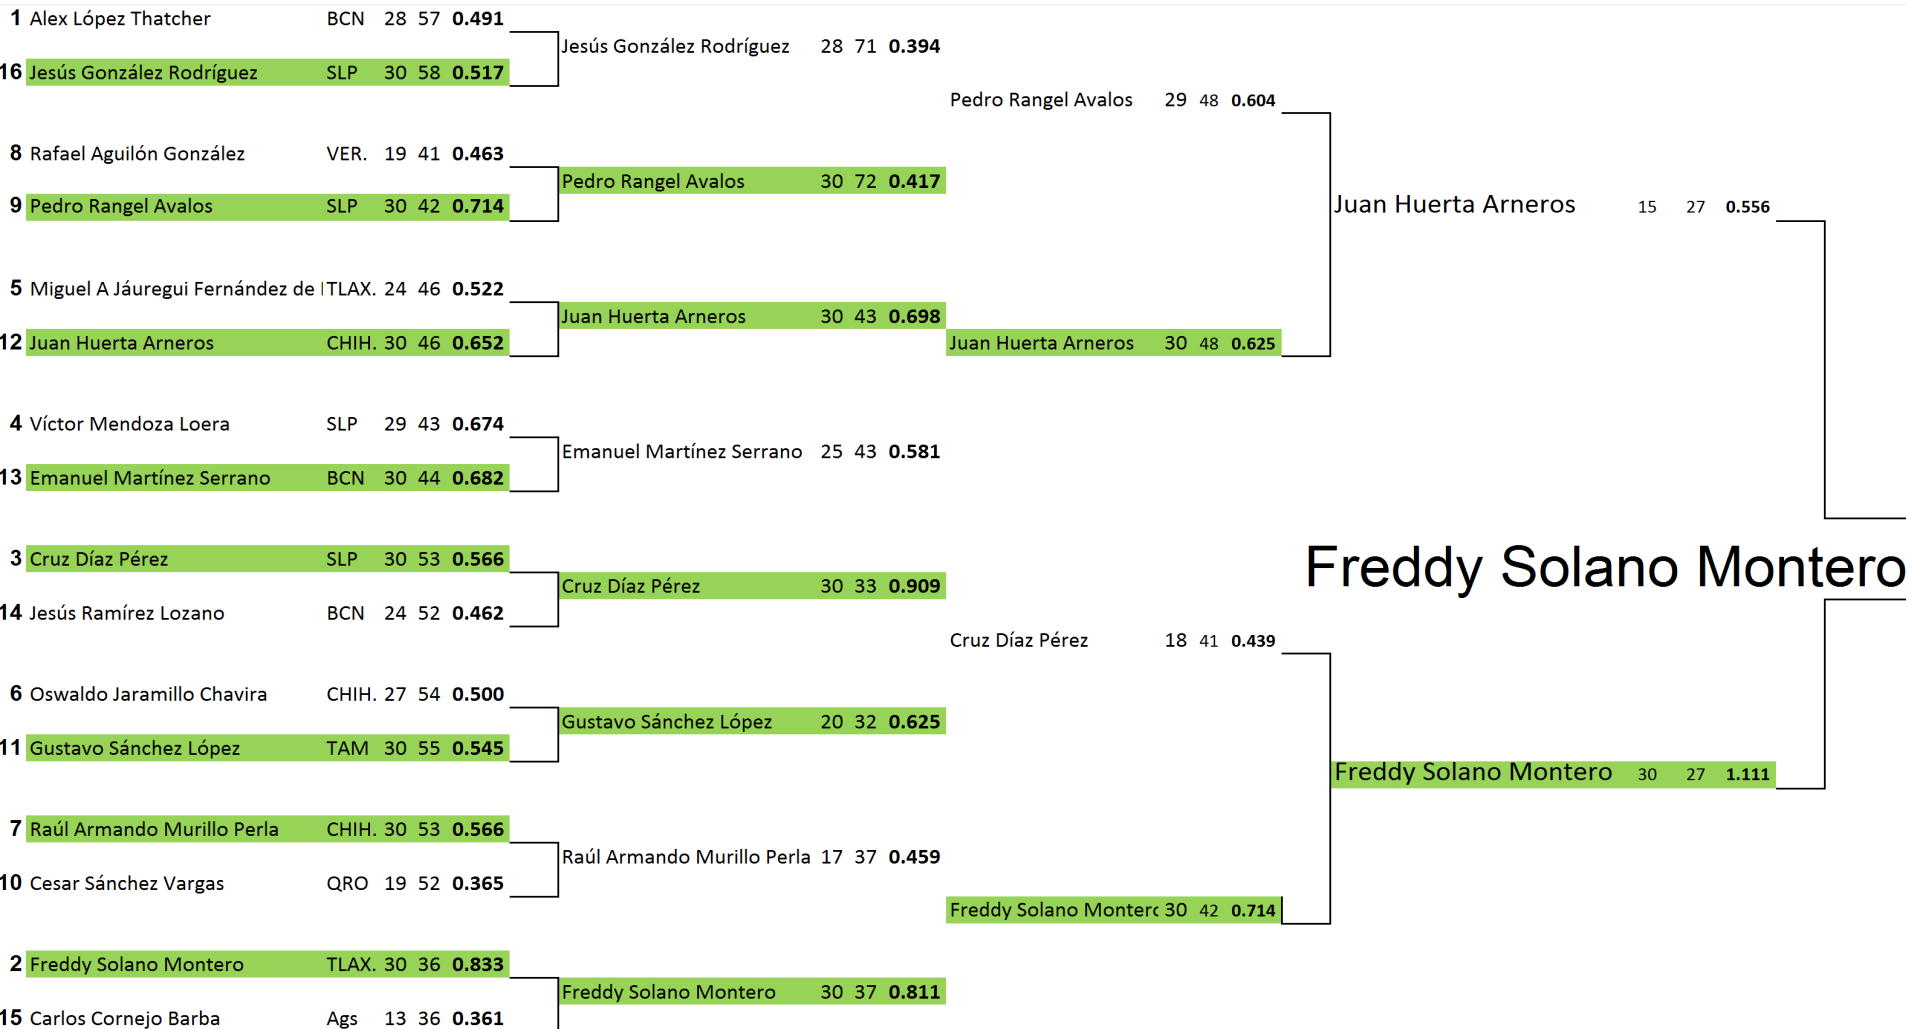 1 Alex López Thatcher BCN 28 57 0.491
Jesús González Rodríguez 28 71 0.394
16 Jesús González Rodríguez SLP 30 58 0.517
Pedro Rangel Avalos 29 48 0.604
8 Rafael Aguilón González VER. 19 41 0.463
Pedro Rangel Avalos 30 72 0.417
9 Pedro Rangel Avalos SLP 30 42 0.714
Juan Huerta Arneros 15 27 0.556
5 Miguel A Jáuregui Fernández de TLAX. 24 46 0.522
Juan Huerta Arneros 30 43 0.698
12 Juan Huerta Arneros CHIH. 30 46 0.652
Juan Huerta Arneros 30 48 0.625
4 Víctor Mendoza Loera SLP 29 43 0.674
Emanuel Martínez Serrano 25 43 0.581
13 Emanuel Martínez Serrano BCN 30 44 0.682
3 Cruz Díaz Pérez SLP 30 53 0.566
Freddy Solano Montero
Cruz Díaz Pérez 30 33 0.909
14 Jesús Ramírez Lozano BCN 24 52 0.462
Cruz Díaz Pérez 18 41 0.439
6 Oswaldo Jaramillo Chavira CHIH. 27 54 0.500
Gustavo Sánchez López 20 32 0.625
11 Gustavo Sánchez López TAM 30 55 0.545
Freddy Solano Montero 30 27 1.111
7 Raúl Armando Murillo Perla CHIH. 30 53 0.566
Raúl Armando Murillo Perla 17 37 0.459
10 Cesar Sánchez Vargas QRO 19 52 0.365
Freddy Solano Montero 30 42 0.714
2 Freddy Solano Montero TLAX. 30 36 0.833
Freddy Solano Montero 30 37 0.811
15 Carlos Cornejo Barba Ags 13 36 0.361